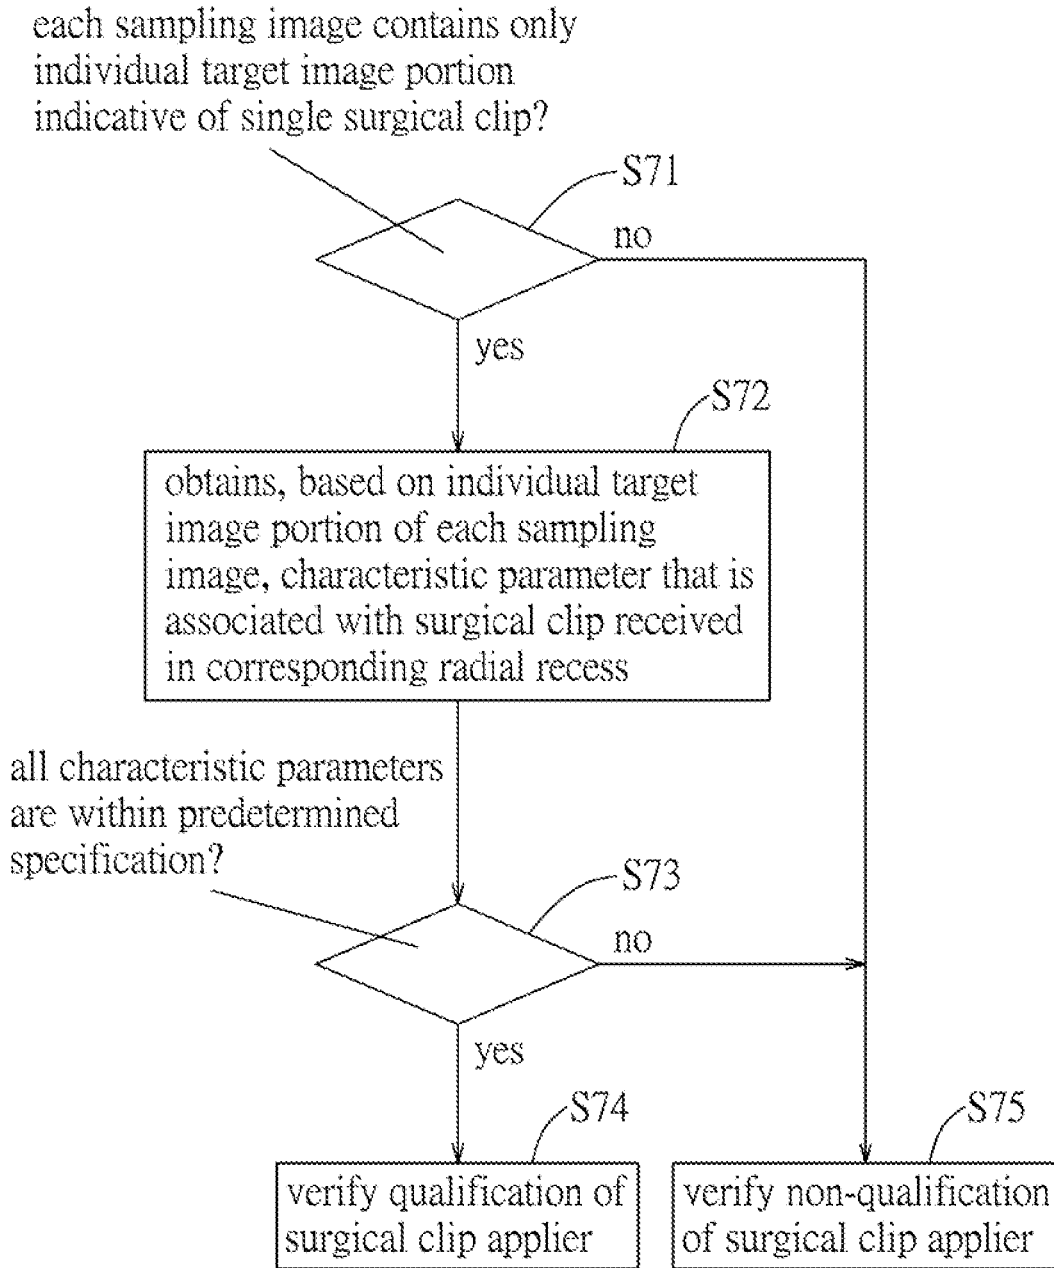 each sampling image contains only
individual target image portion
indicative of single surgical clip?
S71
no
yes
S72
obtains, based on individual target
image portion of each sampling
image, characteristic parameter that is
associated with surgical clip received
in corresponding radial recess
all characteristic parameters
are within predetermined
specification?
S73
no
yes
S74
verify qualification of
surgical clip applier
S75
verify non-qualification
of surgical clip applier